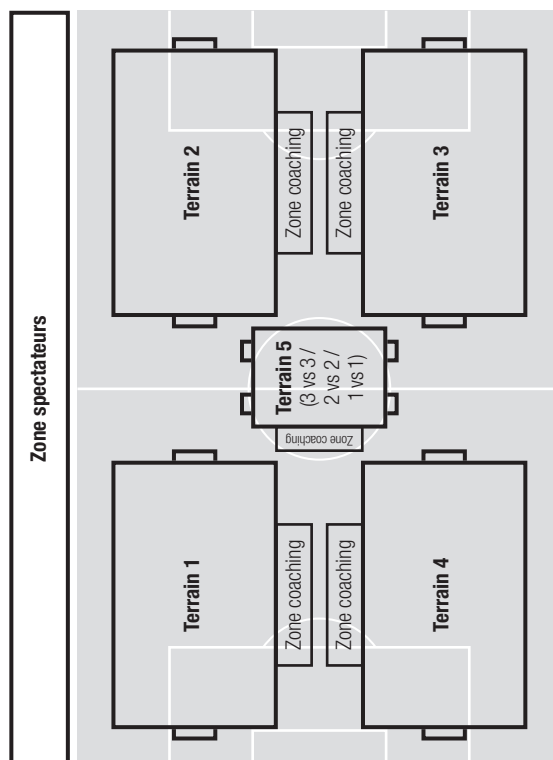 Zone spectateurs
Terrain 2
Zone coaching
Zone coaching
Terrain 3
Terrain 5
(3 vs 3 /
2 vs 2 /
1 vs 1)
Zone coaching
Terrain 1
Zone coaching
Zone coaching
Terrain 4